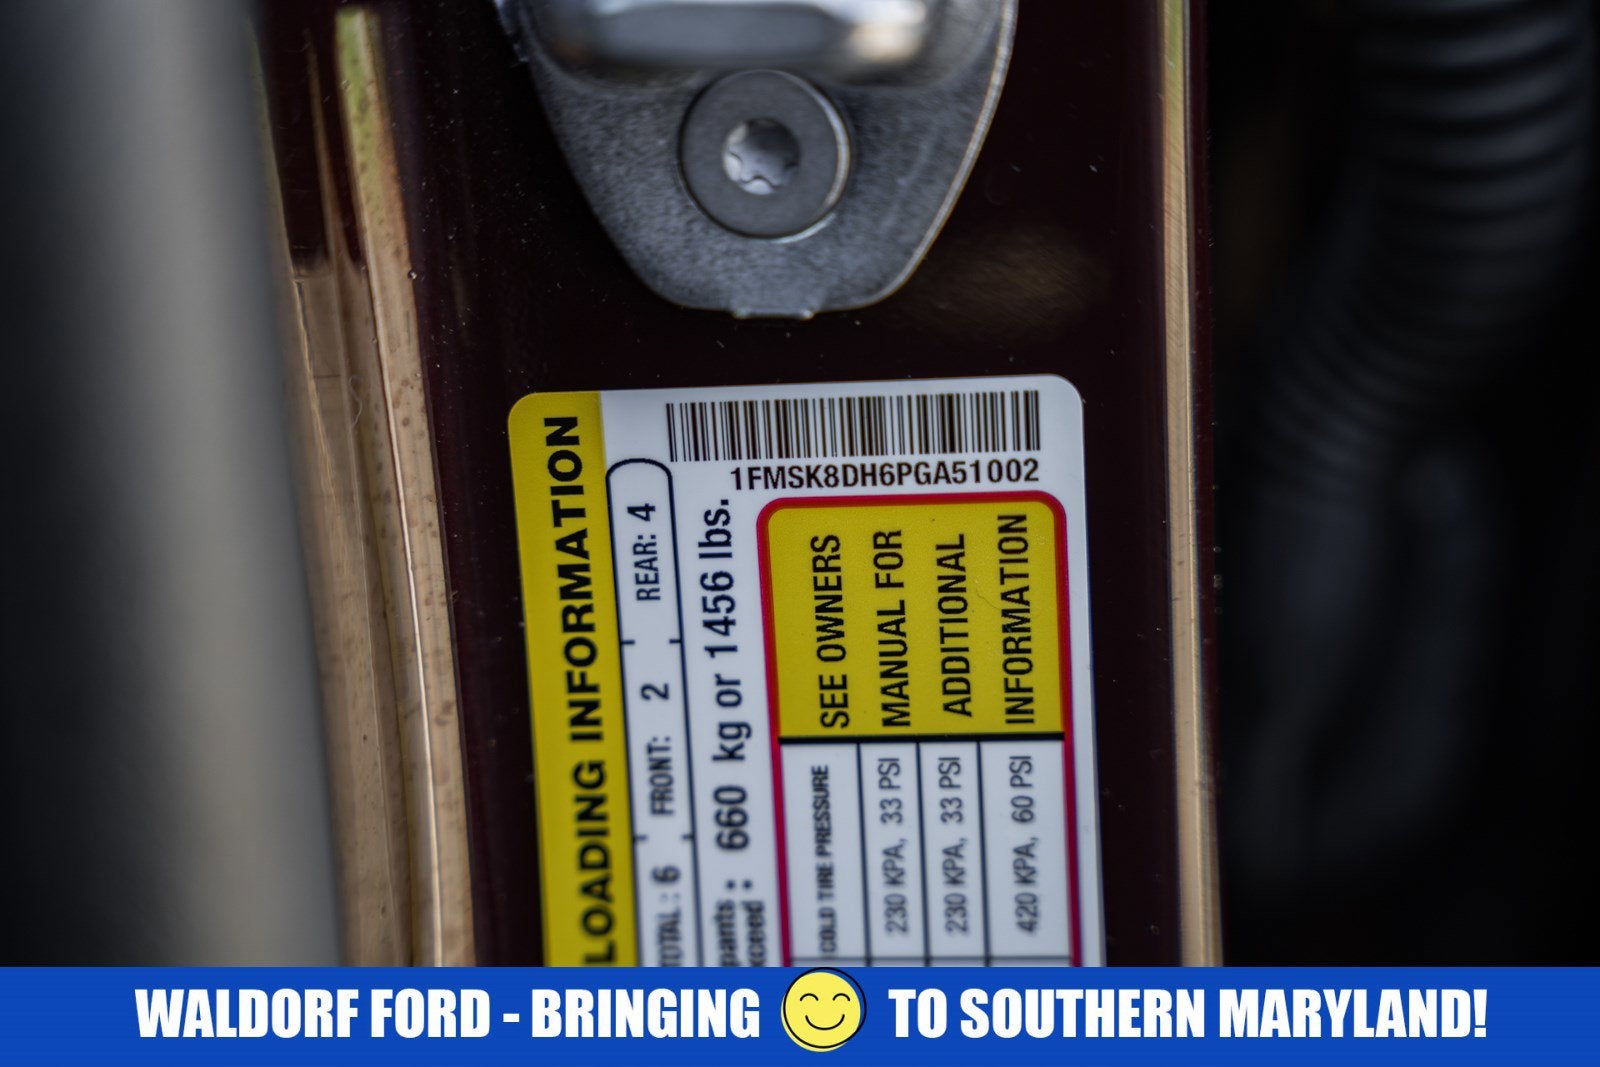 LOADING INFORMATION
1FMSK8DH6PGA51002
TOTAL : 6 FRONT: 2 REAR: 4
660 kg or 1456 lbs.
COLD TIRE PRESSURE
230 KPA, 33 PSI
230 KPA, 33 PSI
420 KPA, 60 PSI
SEE OWNERS
MANUAL FOR
ADDITIONAL
INFORMATION
WALDORF FORD - BRINGING TO SOUTHERN MARYLAND!